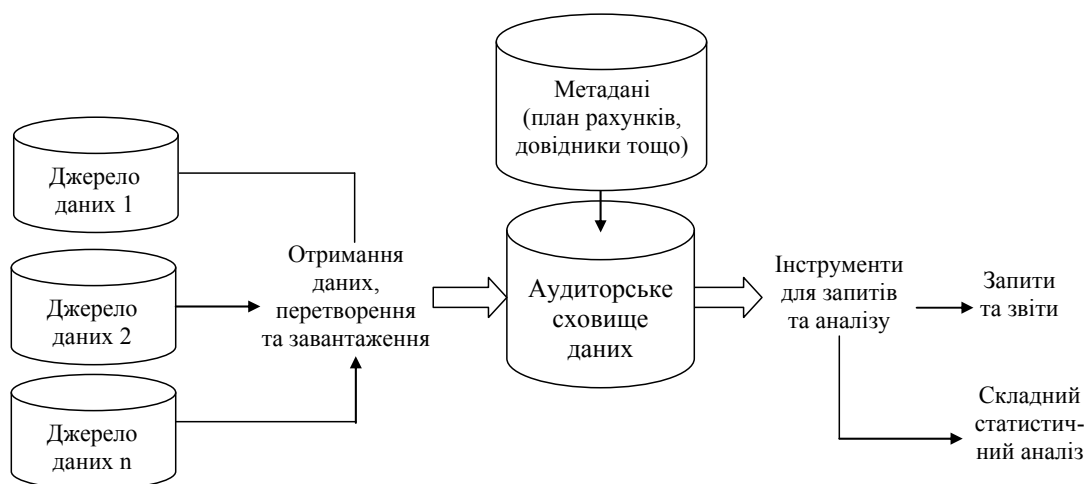 Метадані
(план рахунків,
довідники тощо)
Джерело
даних 1
Джерело
даних 2
Джерело
даних n
Отримання
даних,
перетворення
та завантаження
Аудиторське
сховище
даних
Інструменти
для запитів
та аналізу
Запити
та звіти
Складний
статистич-
ний аналіз